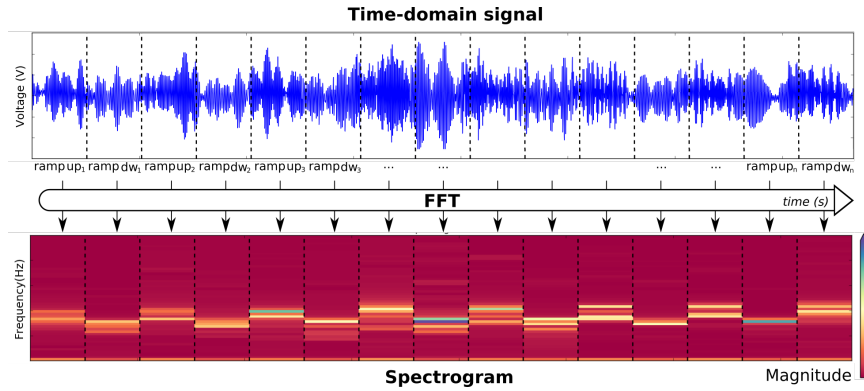 Time-domain signal
Voltage (V)
rampup₁ rampdw₁ rampup₂ rampdw₂ rampup₃ rampdw₃ ... ... ... ... rampupₙ rampdwₙ
FFT time (s)
Frequency(Hz)
Magnitude
Spectrogram